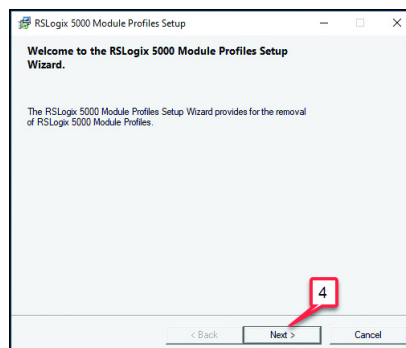 RSLogix 5000 Module Profiles Setup
Welcome to the RSLogix 5000 Module Profiles Setup
Wizard.
The RSLogix 5000 Module Profiles Setup Wizard provides for the removal
of RSLogix 5000 Module Profiles.
4
< Back
Next >
Cancel